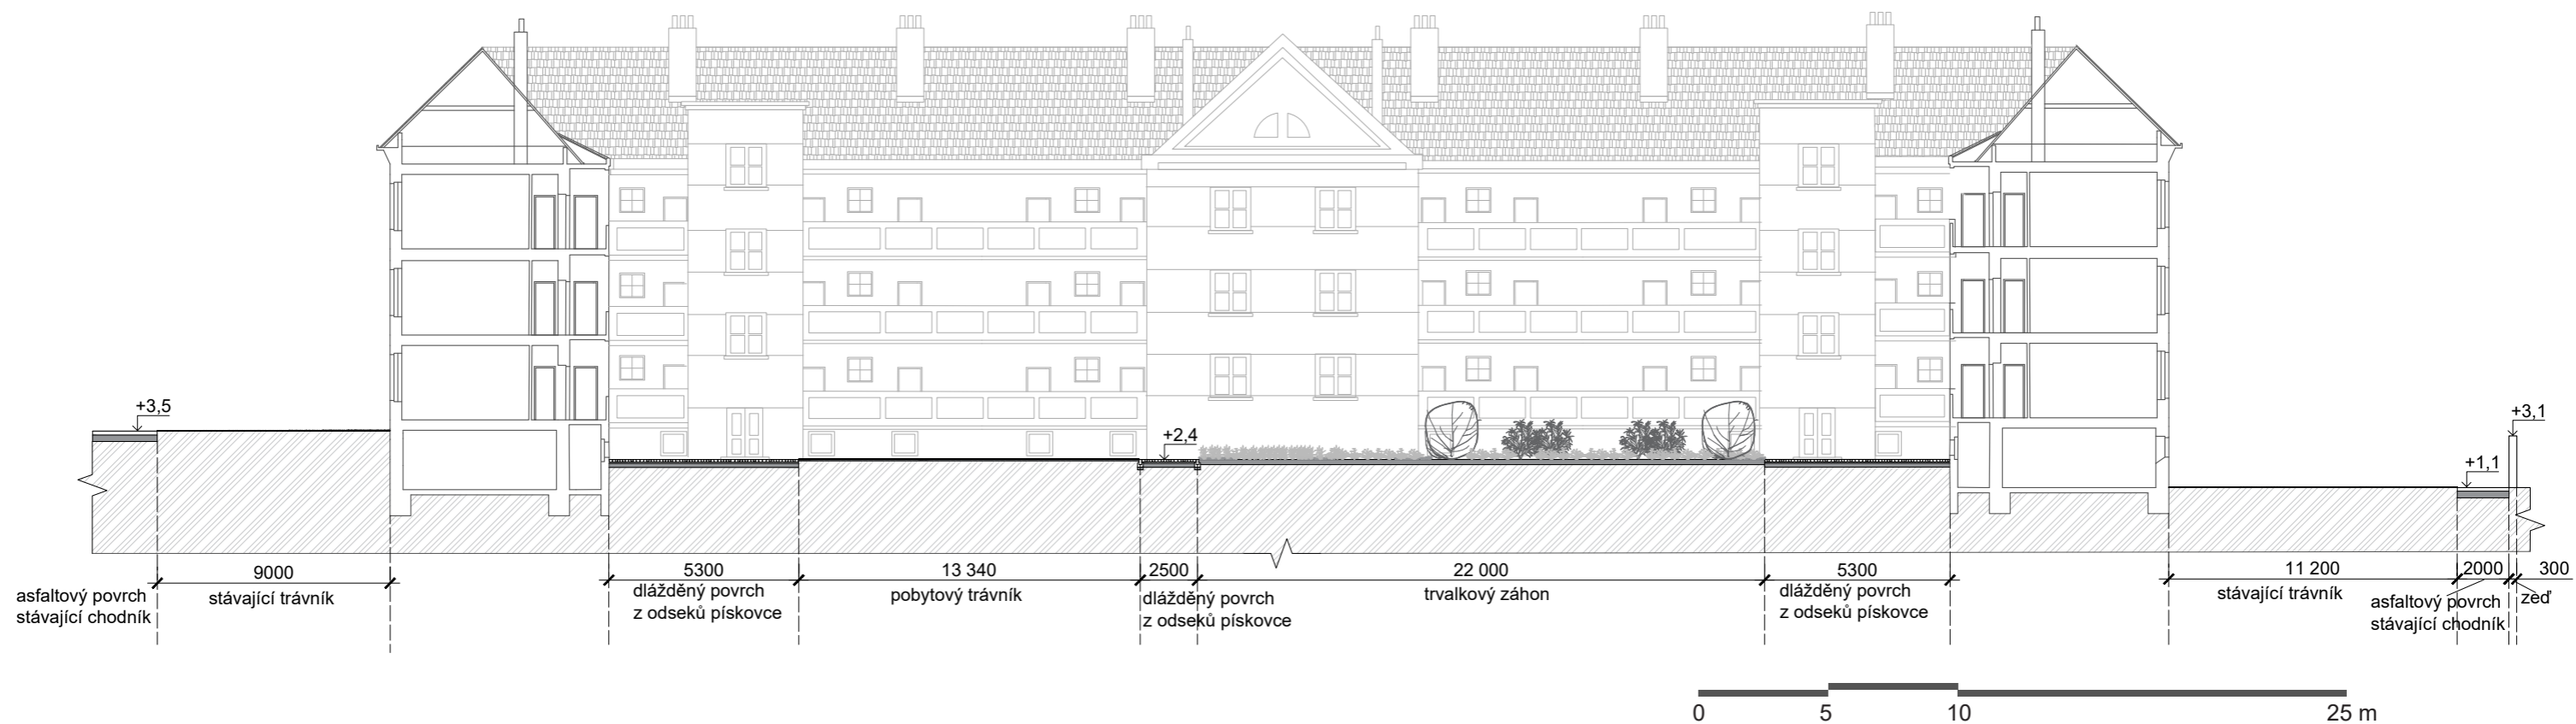 +3,5
+2,4
+3,1
+1,1
9000
5300
13 340
2500
22 000
5300
11 200
2000
300
asfaltový povrch
stávající chodník
stávající trávník
dlážděný povrch
z odseků pískovce
pobytový trávník
dlážděný povrch
z odseků pískovce
trvalkový záhon
dlážděný povrch
z odseků pískovce
stávající trávník
asfaltový povrch
stávající chodník
zeď
0 5 10 25 m